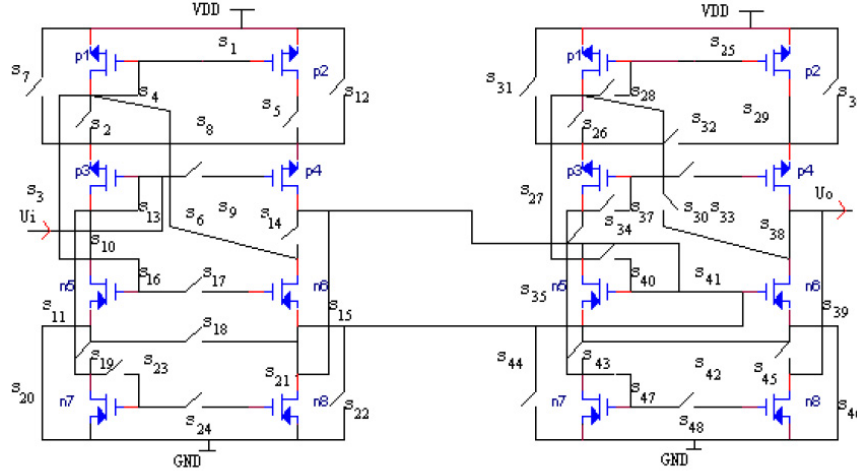 VDD VDD
p1 S1 p2 p1 S25 p2
S7 S4 S12 S31 S28 S3
S2 S8 S5 S26 S32 S29
p3 p4 p3 p4
S3 S13 S6 S9 S14 S27 S37 S30 S33 Uo
Ui S10 S34 S38
S16 S17 S40 S41
n5 n6 S35 n5 n6
S11 S18 S15 S39
S19 S23 S44 S43 S42
S20 S21 S45
n7 S22 n7 S47 n8 S46
S24 n8 S48
GND GND